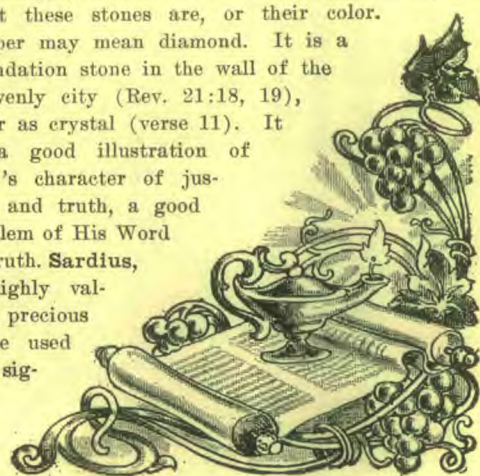 t these stones are, or their color.
ber may mean diamond. It is a
ndation stone in the wall of the
venly city (Rev. 21:18, 19),
r as crystal (verse 11). It
a good illustration of
's character of jus-
and truth, a good
lem of His Word
ruth. Sardius,
ighly val-
precious
e used
sig-